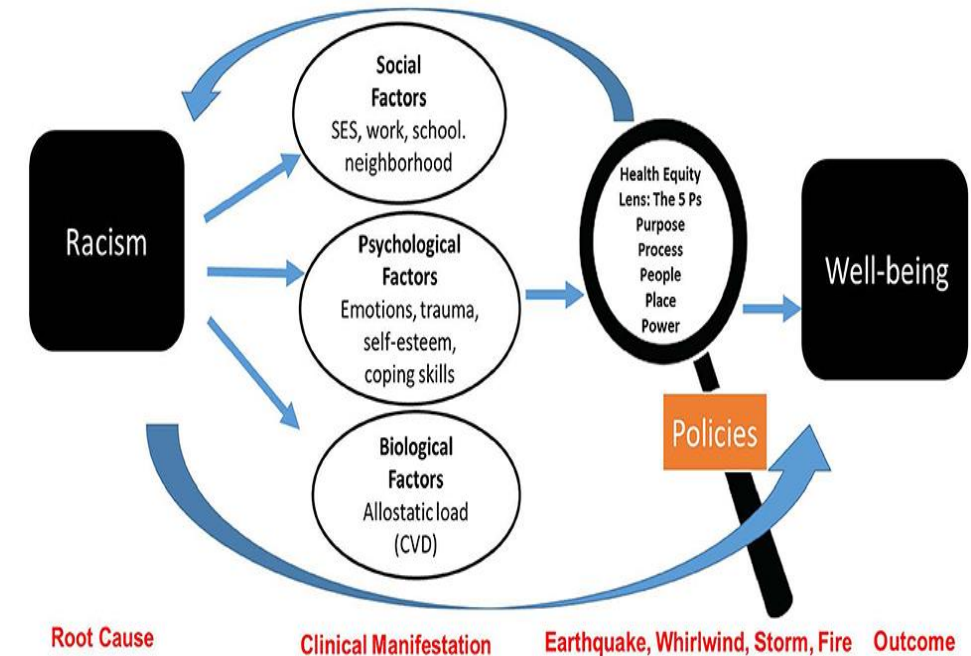 Racism
Social
Factors
SES, work, school.
neighborhood
Psychological
Factors
Emotions, trauma,
self-esteem,
coping skills
Biological
Factors
Allostatic load
(CVD)
Health Equity
Lens: The 5 Ps
Purpose
Process
People
Place
Power
Policies
Well-being
Root Cause
Clinical Manifestation
Earthquake, Whirlwind, Storm, Fire
Outcome